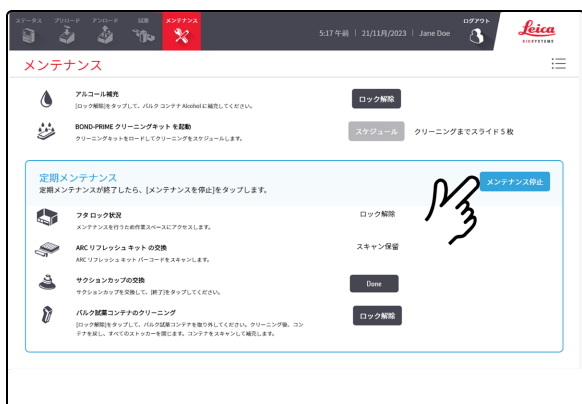 ステータス プリロード アンロード 試薬 メンテナンス
5:17 午前 | 21/11月/2023 | Jane Doe
ログアウト
Leica
BIOSYSTEMS
メンテナンス
アルコール補充
[ロック解除]をタップして、バルク コンテナ Alcohol に補充してください。
ロック解除
BOND-PRIME クリーニングキット を起動
クリーニングキットをロードしてクリーニングをスケジュールします。
スケジュール クリーニングまでスライド 5 枚
定期メンテナンス
定期メンテナンスが終了したら、[メンテナンスを停止]をタップします。
メンテナンス停止
フタ ロック状況
メンテナンスを行うため作業スペースにアクセスします。
ロック解除
ARC リフレッシュ キット の交換
ARC リフレッシュ キット バーコードをスキャンします。
スキャン保留
サクションカップの交換
サクションカップを交換して、[終了]をタップしてください。
Done
バルク試薬コンテナのクリーニング
[ロック解除]をタップして、バルク試薬コンテナを取り外してください。クリーニング後、コン
テナを戻し、すべてのストッカーを閉じます。コンテナをスキャンして補充します。
ロック解除